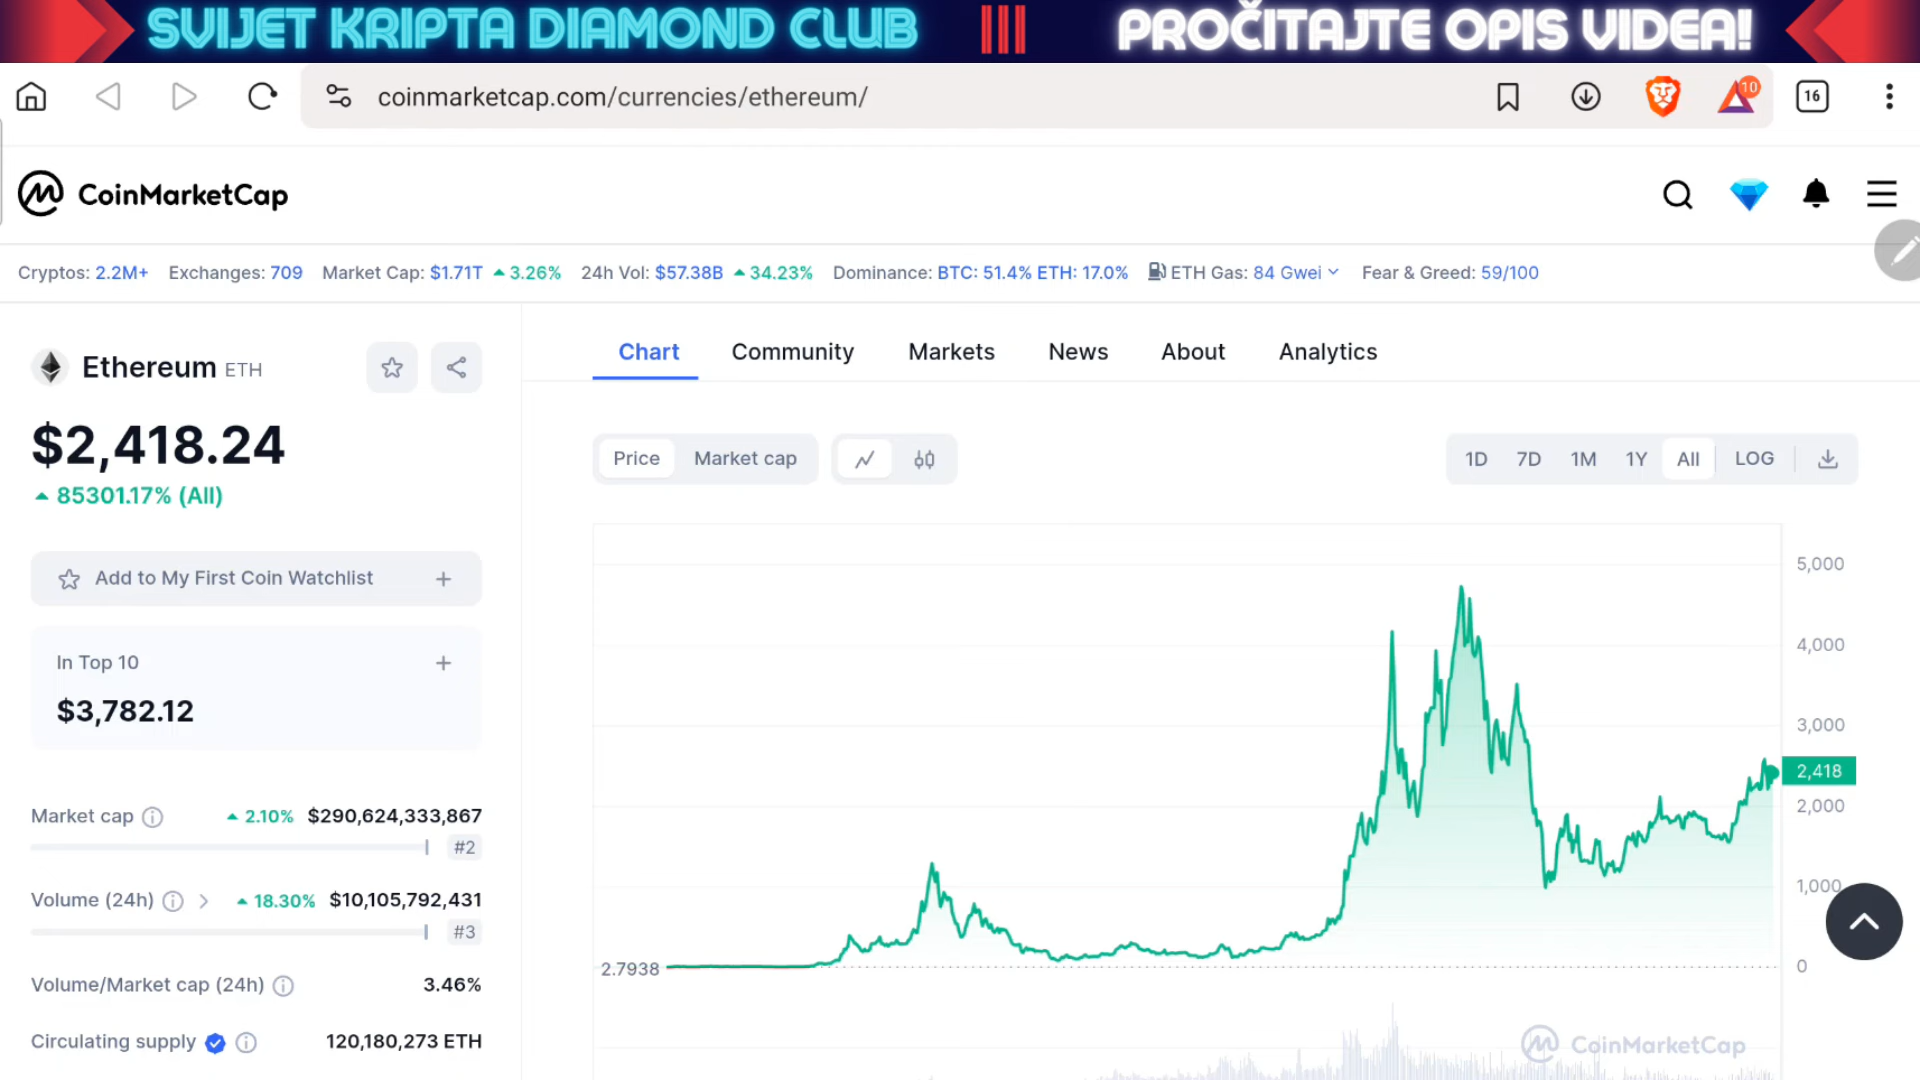 SVIJET KRIPTA DIAMOND CLUB ||| PROČITAJTE OPIS VIDEA!
coinmarketcap.com/currencies/ethereum/ 10 16
CoinMarketCap
Cryptos: 2.2M+ Exchanges: 709 Market Cap: $1.71T 3.26% 24h Vol: $57.38B 34.23% Dominance: BTC: 51.4% ETH: 17.0% ETH Gas: 84 Gwei Fear & Greed: 59/100
Ethereum ETH
$2,418.24
85301.17% (All)
Add to My First Coin Watchlist +
In Top 10 +
$3,782.12
Market cap 2.10% $290,624,333,867
#2
Volume (24h) 18.30% $10,105,792,431
#3
Volume/Market cap (24h) 3.46%
Circulating supply 120,180,273 ETH
Chart Community Markets News About Analytics
Price Market cap 1D 7D 1M 1Y All LOG
5,000
4,000
3,000
2,418
2,000
1,000
0
2.7938
CoinMarketCap